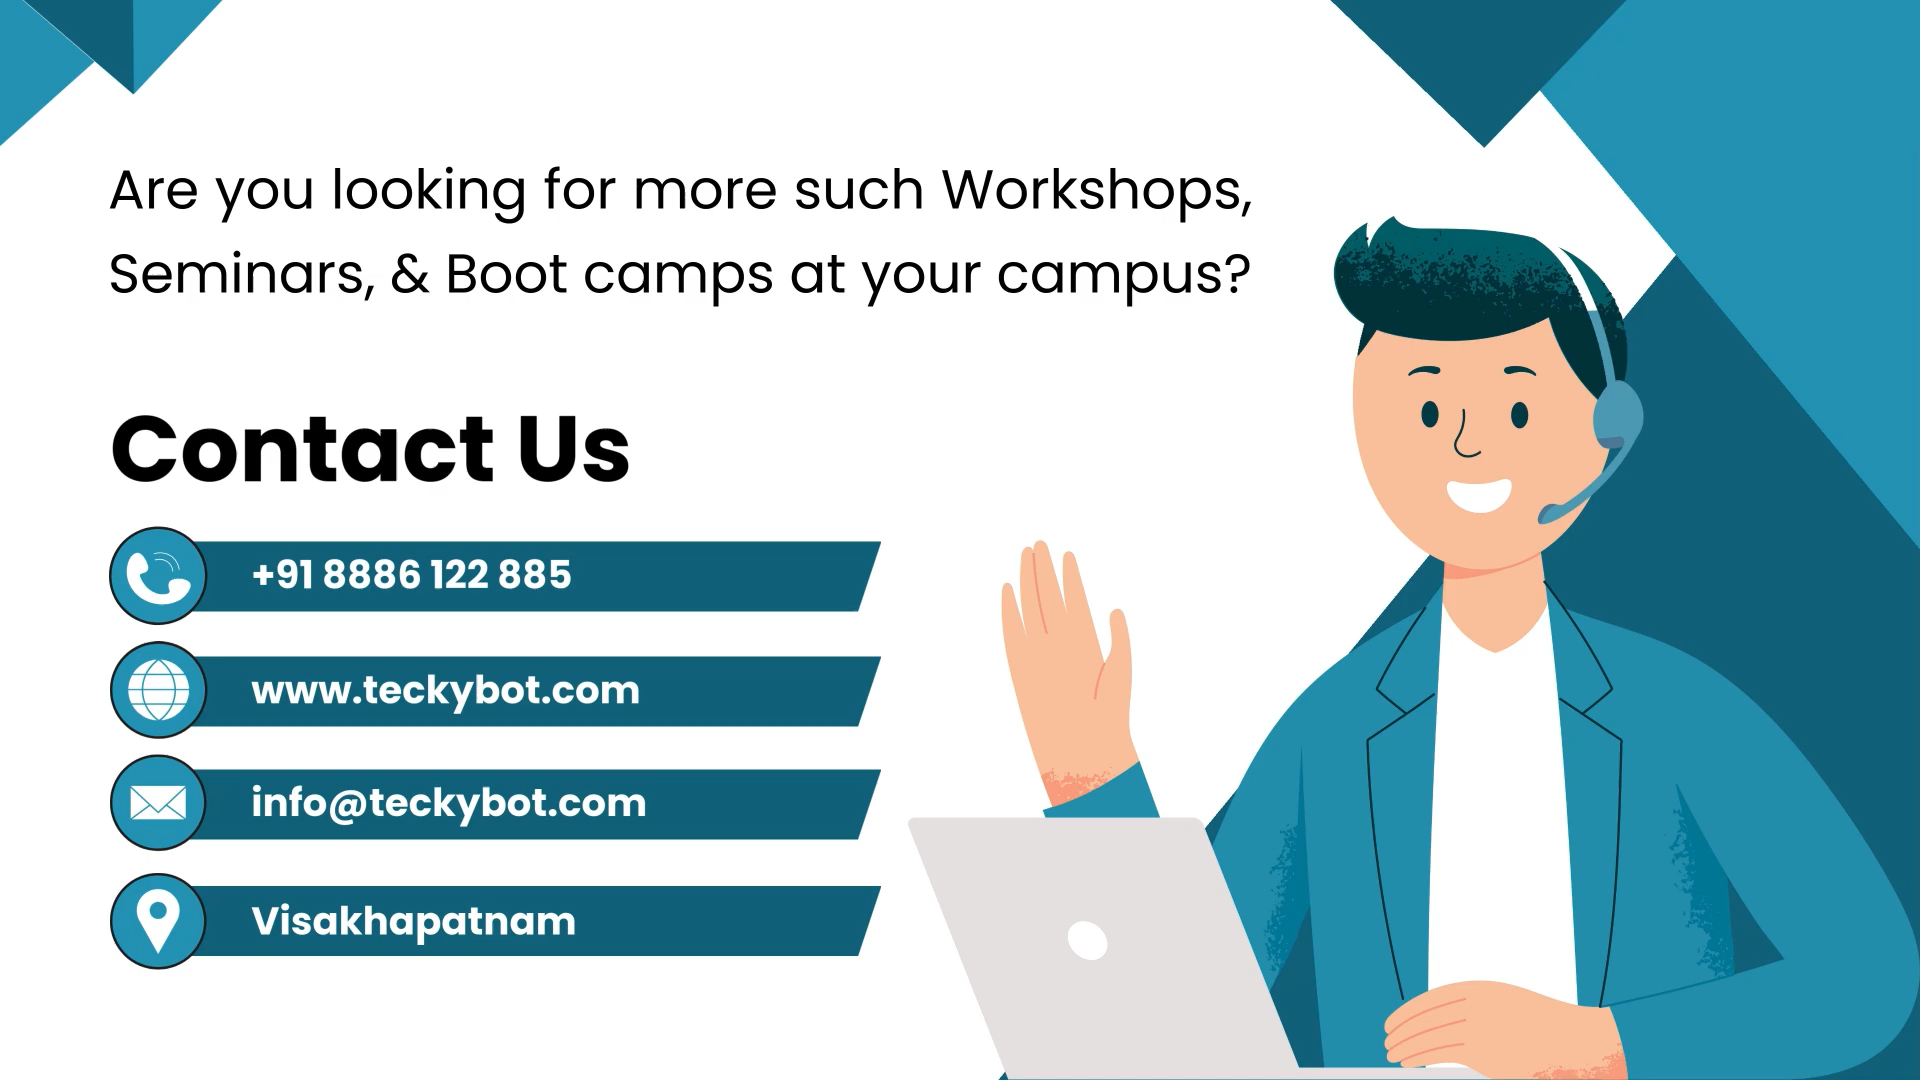 Are you looking for more such Workshops,
Seminars, & Boot camps at your campus?
Contact Us
+91 8886 122 885
www.teckybot.com
info@teckybot.com
Visakhapatnam